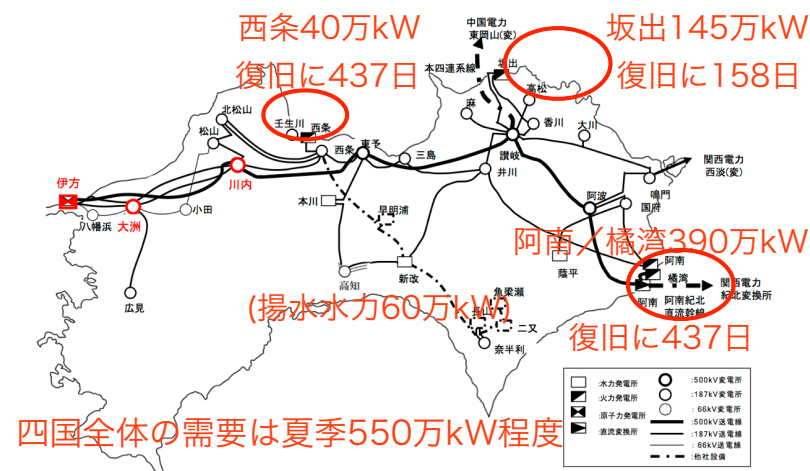 西条40万kW
復旧に437日
坂出145万kW
復旧に158日
中国電力
東岡山(変)
本四連系線
坂出
高松
麻
香川
大川
讃岐
北松山
松山
壬生川
西条
西条
東予
三島
井川
関西電力
西淡(変)
鳴門
国府
阿波
伊方
川内
八幡浜
大洲
小田
本川
早明浦
阿南/橘湾390万kW
阿南
橘湾
蔭平
関西電力
紀北変換所
阿南
阿南紀北
直流幹線
広見
高知
新改
魚梁瀬
(揚水水力60万kW)
長山
二又
奈半利
復旧に437日
四国全体の需要は夏季550万kW程度
:水力発電所
:火力発電所
:原子力発電所
:直流変換所
:500kV変電所
:187kV変電所
:66kV変電所
:500kV送電線
:187kV送電線
:66kV送電線
:他社設備